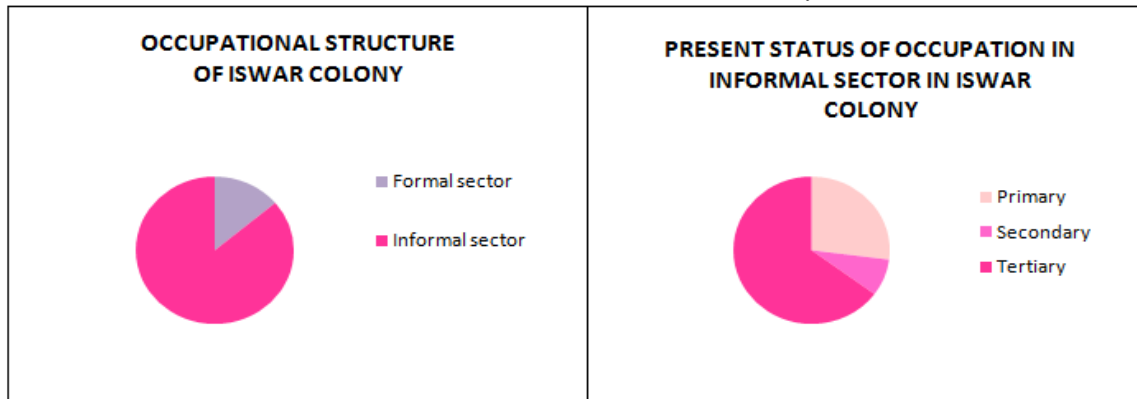 OCCUPATIONAL STRUCTURE
OF ISWAR COLONY
Formal sector
Informal sector
PRESENT STATUS OF OCCUPATION IN
INFORMAL SECTOR IN ISWAR
COLONY
Primary
Secondary
Tertiary